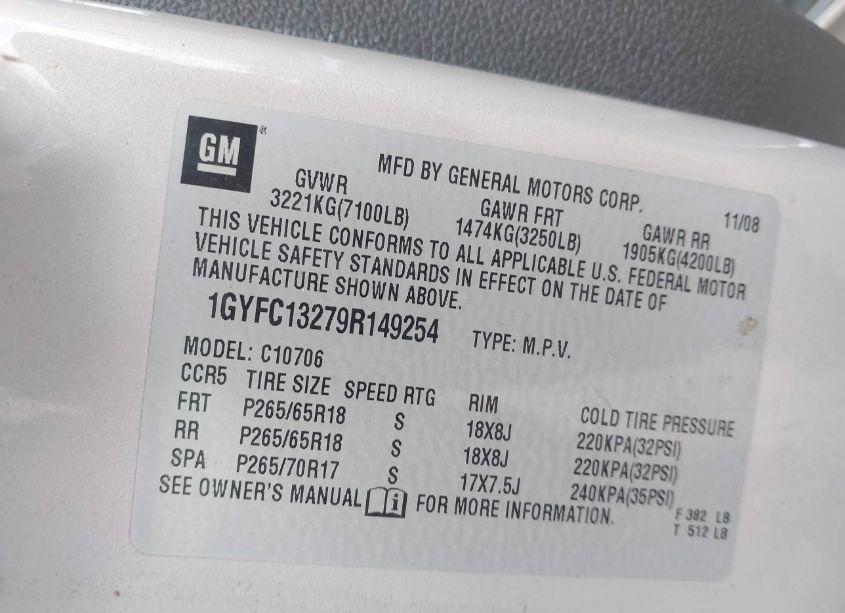 GM ®
MFD BY GENERAL MOTORS CORP. 11/08
GVWR GAWR FRT GAWR RR
3221KG(7100LB) 1474KG(3250LB) 1905KG(4200LB)
THIS VEHICLE CONFORMS TO ALL APPLICABLE U.S. FEDERAL MOTOR
VEHICLE SAFETY STANDARDS IN EFFECT ON THE DATE OF
MANUFACTURE SHOWN ABOVE.
1GYFC13279R149254 TYPE: M.P.V.
MODEL: C10706
CCR5 TIRE SIZE SPEED RTG RIM COLD TIRE PRESSURE
FRT P265/65R18 S 18X8J 220KPA(32PSI)
RR P265/65R18 S 18X8J 220KPA(32PSI)
SPA P265/70R17 S 17X7.5J 240KPA(35PSI)
SEE OWNER'S MANUAL i FOR MORE INFORMATION.
F 382 LB
T 512 LB